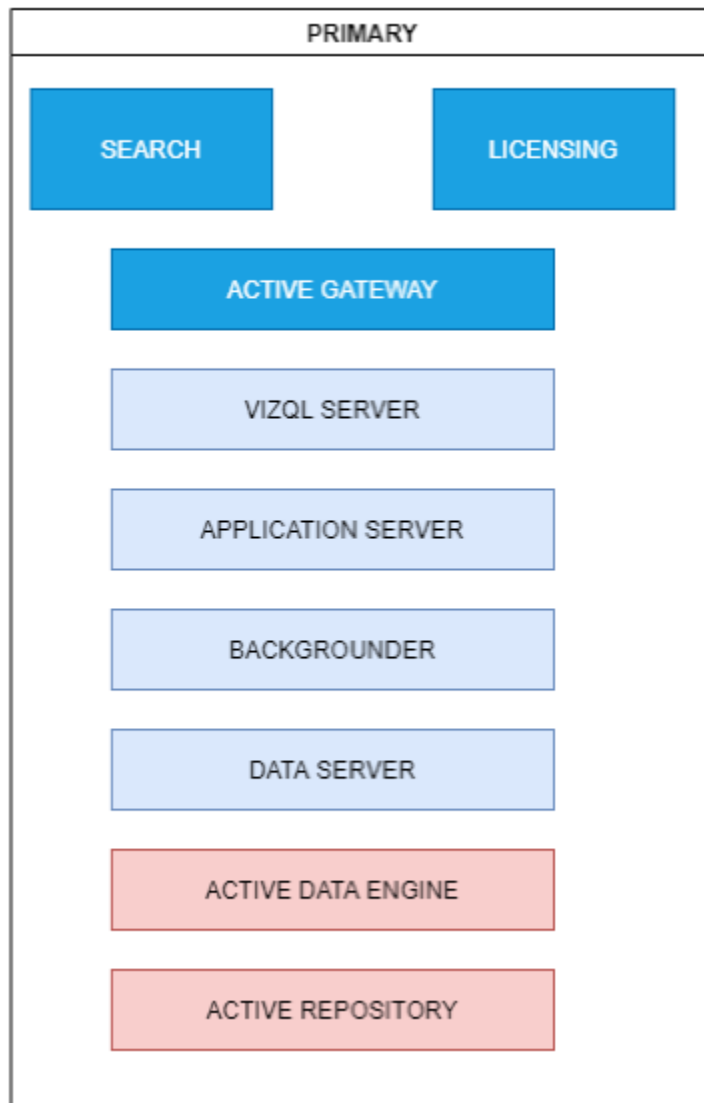 PRIMARY
SEARCH
LICENSING
ACTIVE GATEWAY
VIZQL SERVER
APPLICATION SERVER
BACKGROUNDER
DATA SERVER
ACTIVE DATA ENGINE
ACTIVE REPOSITORY